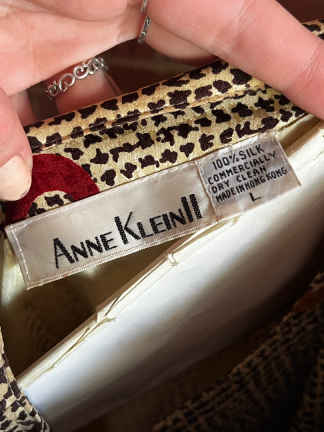 ANNE KLEIN II
100% SILK
COMMERCIALLY
DRY CLEAN
MADE IN HONG KONG
L